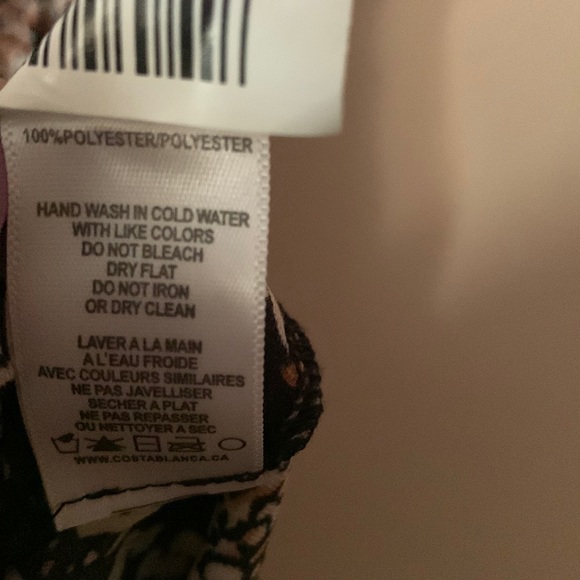 100%POLYESTER/POLYESTER
HAND WASH IN COLD WATER
WITH LIKE COLORS
DO NOT BLEACH
DRY FLAT
DO NOT IRON
OR DRY CLEAN
LAVER A LA MAIN
A L'EAU FROIDE
AVEC COULEURS SIMILAIRES
NE PAS JAVELLISER
SECHER A PLAT
NE PAS REPASSER
OU NETTOYER A SEC
WWW.COSTABLANCA.CA